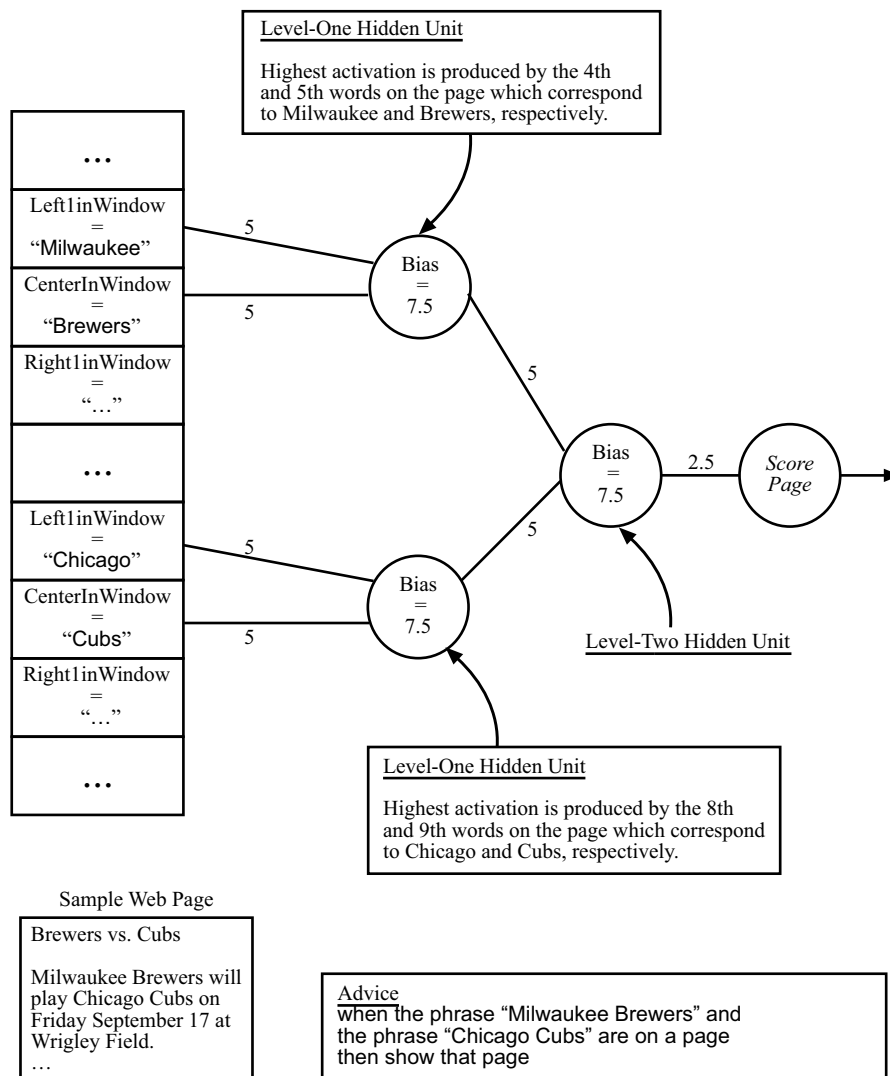 Level-One Hidden Unit
Highest activation is produced by the 4th
and 5th words on the page which correspond
to Milwaukee and Brewers, respectively.
...
Left1inWindow
=
“Milwaukee”
CenterInWindow
=
“Brewers”
Right1inWindow
=
“...”
...
Left1inWindow
=
“Chicago”
CenterInWindow
=
“Cubs”
Right1inWindow
=
“...”
...
5
5
Bias
=
7.5
5
5
5
Bias
=
7.5
5
Bias
=
7.5
2.5
Score
Page
Level-Two Hidden Unit
Level-One Hidden Unit
Highest activation is produced by the 8th
and 9th words on the page which correspond
to Chicago and Cubs, respectively.
Sample Web Page
Brewers vs. Cubs
Milwaukee Brewers will
play Chicago Cubs on
Friday September 17 at
Wrigley Field.
...
Advice
when the phrase “Milwaukee Brewers” and
the phrase “Chicago Cubs” are on a page
then show that page